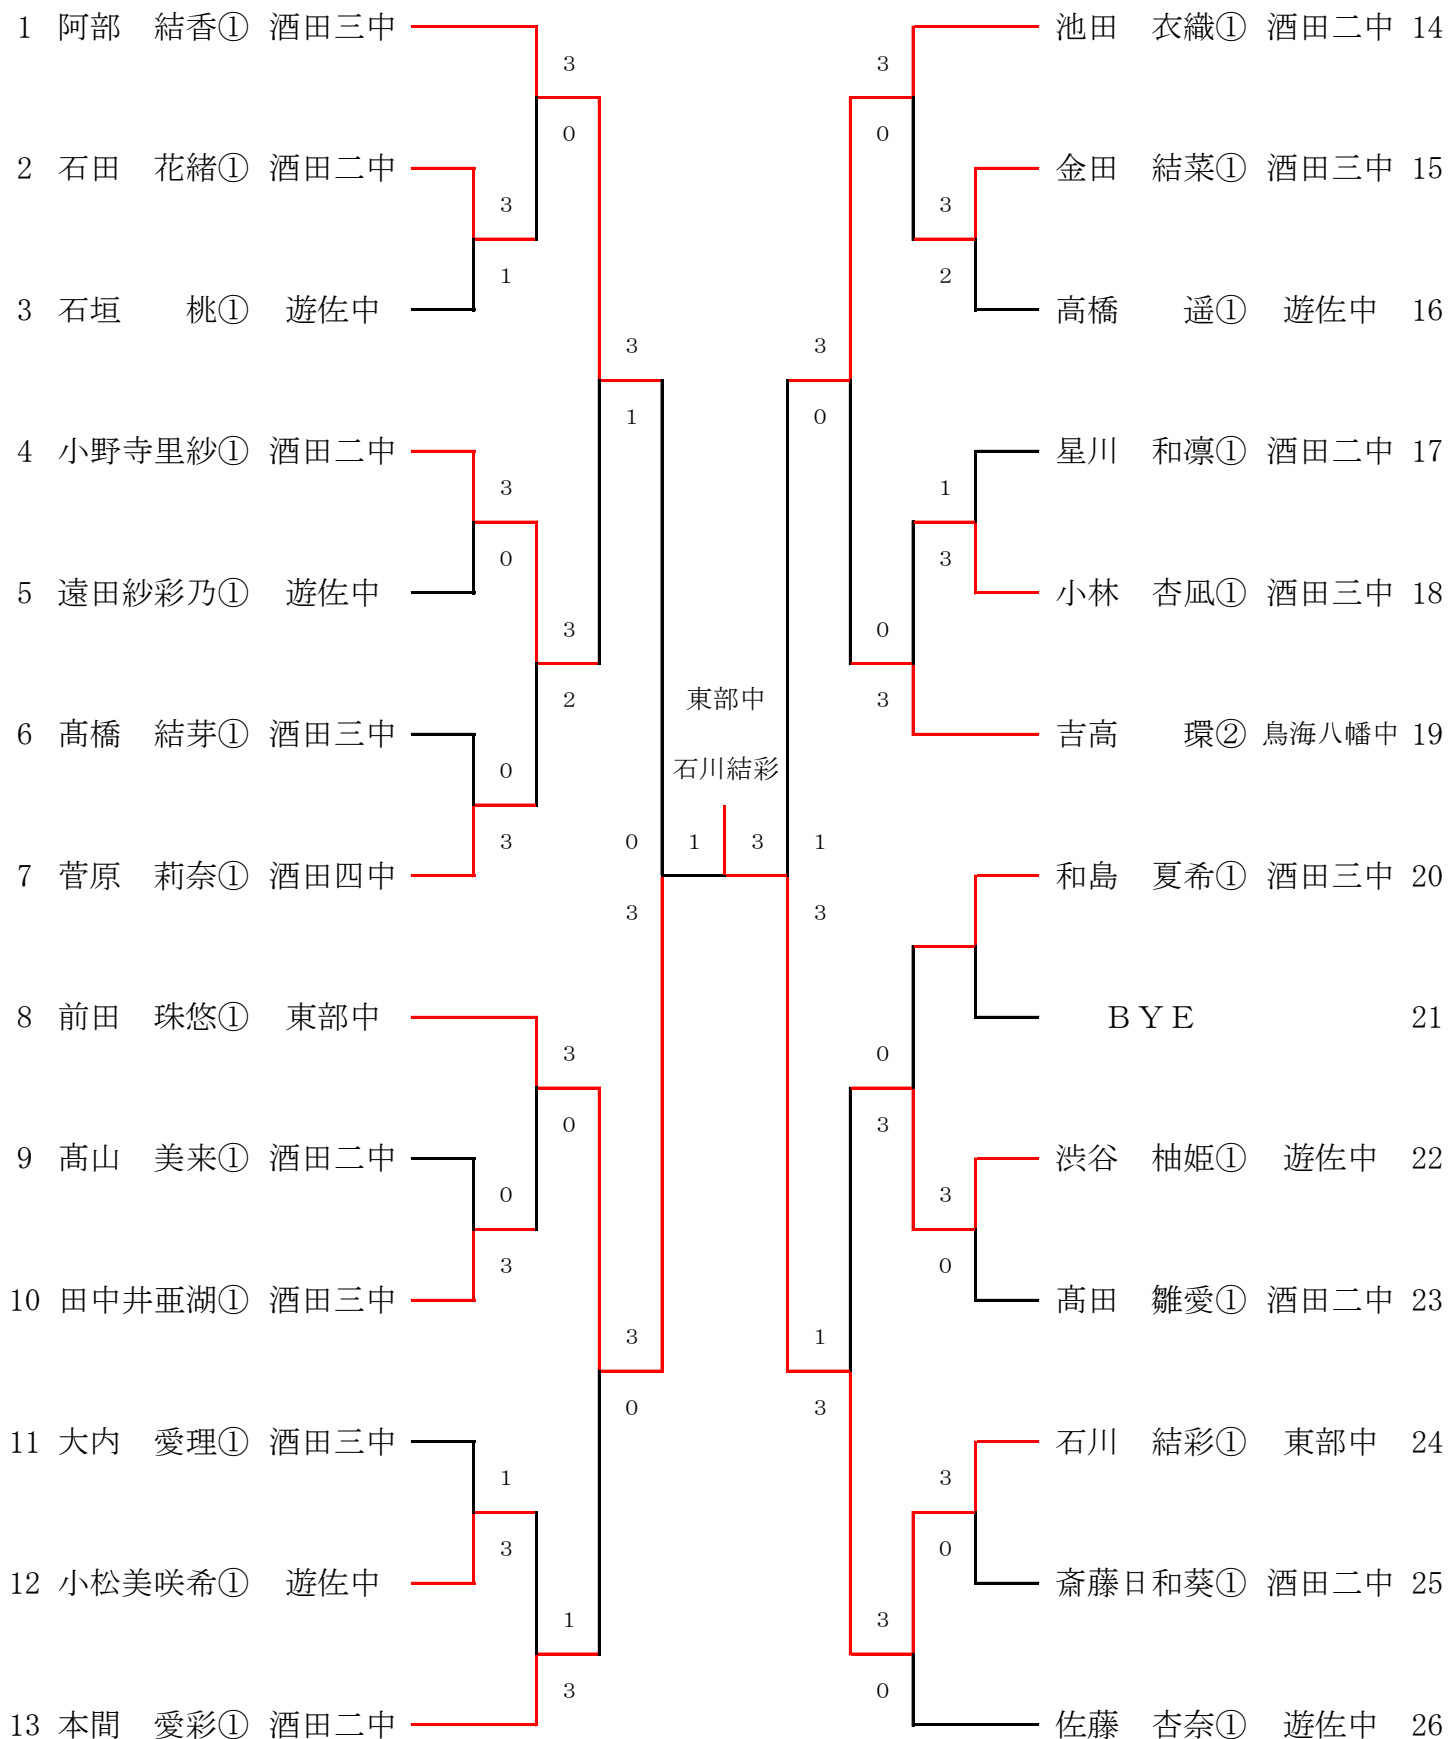 1 阿部　結香① 酒田三中
2 石田　花緒① 酒田二中
3 石垣　　桃① 遊佐中
4 小野寺里紗① 酒田二中
5 遠田紗彩乃① 遊佐中
6 髙橋　結芽① 酒田三中
7 菅原　莉奈① 酒田四中
8 前田　珠悠① 東部中
9 髙山　美来① 酒田二中
10 田中井亜湖① 酒田三中
11 大内　愛理① 酒田三中
12 小松美咲希① 遊佐中
13 本間　愛彩① 酒田二中
3
0
3
1
3
0
3
2
0
3
3
0
0
3
1
3
1
3
3
1
0
3
3
0
東部中
石川結彩
1 3
3
0
1
3
1
3
3
0
3
2
1
3
0
3
0
3
3
0
3
0
3
0
池田　衣織① 酒田二中 14
金田　結菜① 酒田三中 15
高橋　　遥① 遊佐中 16
星川　和凛① 酒田二中 17
小林　杏凪① 酒田三中 18
吉高　　環② 鳥海八幡中 19
和島　夏希① 酒田三中 20
ＢＹＥ 21
渋谷　柚姫① 遊佐中 22
髙田　雛愛① 酒田二中 23
石川　結彩① 東部中 24
斎藤日和葵① 酒田二中 25
佐藤　杏奈① 遊佐中 26